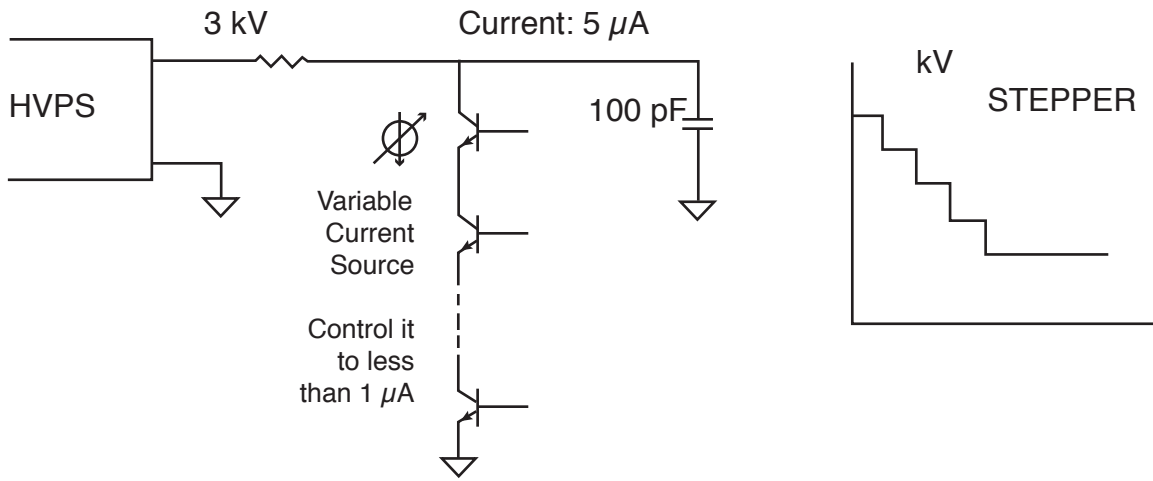 3 kV
Current: 5 µA
HVPS
100 pF
Variable
Current
Source
Control it
to less
than 1 µA
kV
STEPPER